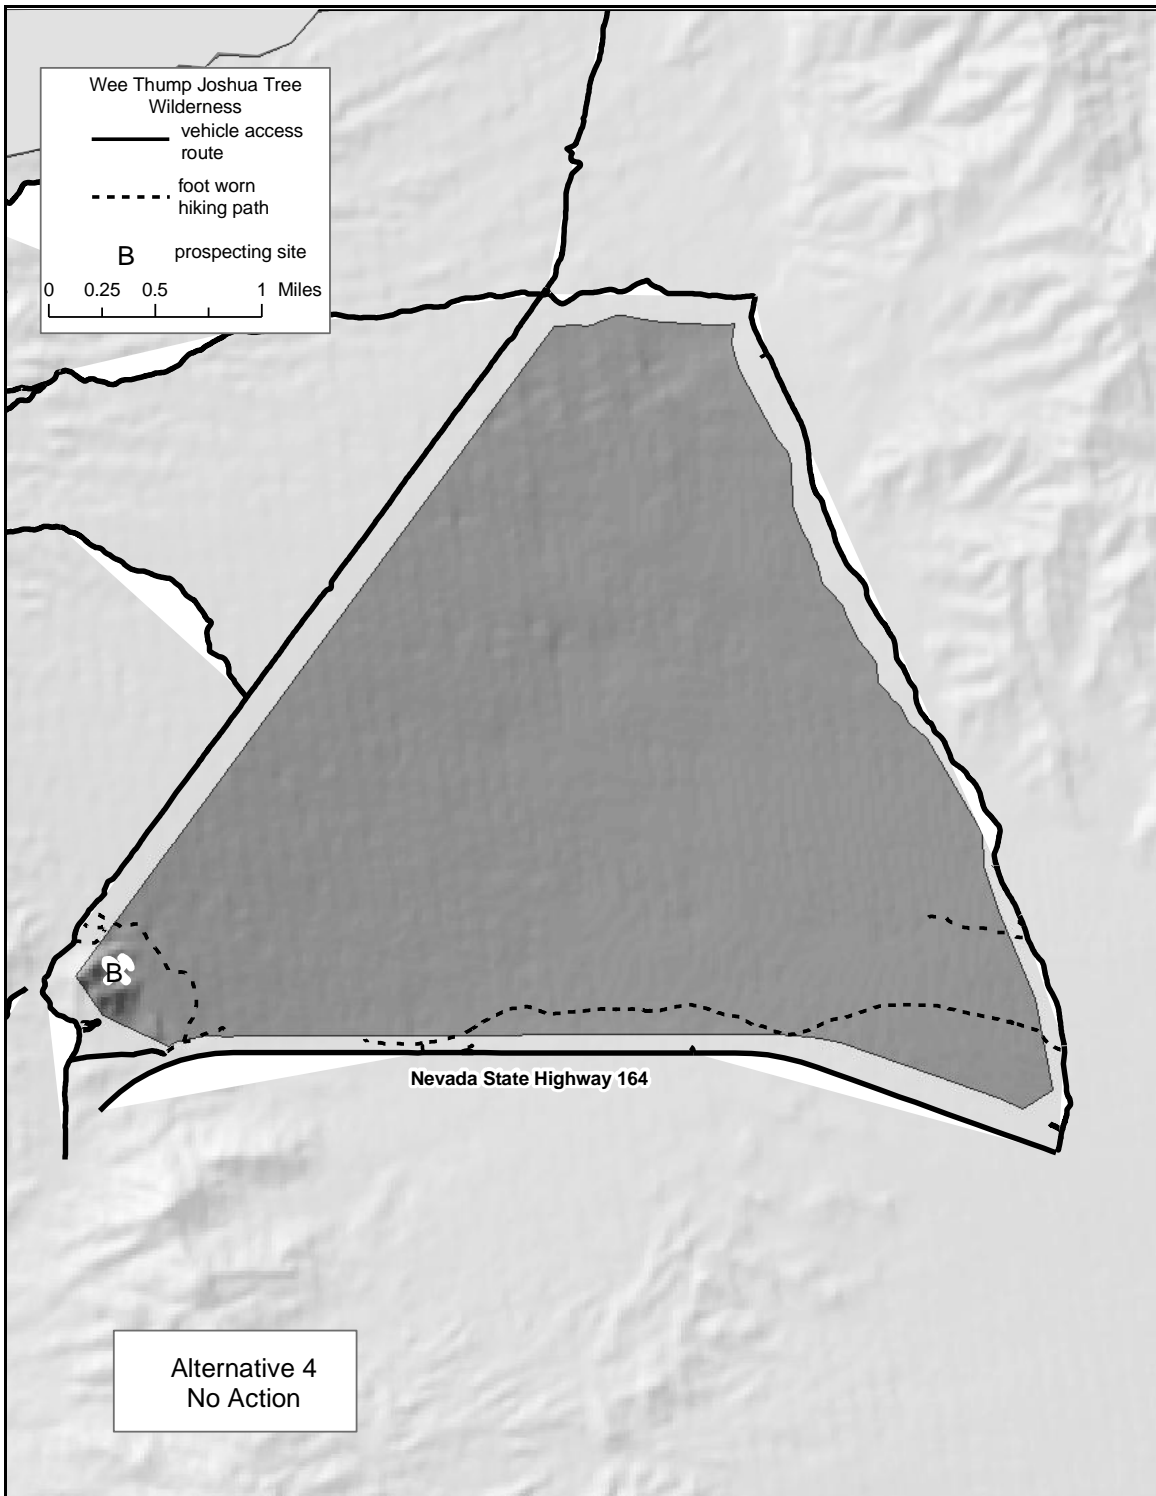 Wee Thump Joshua Tree
Wilderness
vehicle access
route
foot worn
hiking path
B prospecting site
0 0.25 0.5 1 Miles
B
Nevada State Highway 164
Alternative 4
No Action